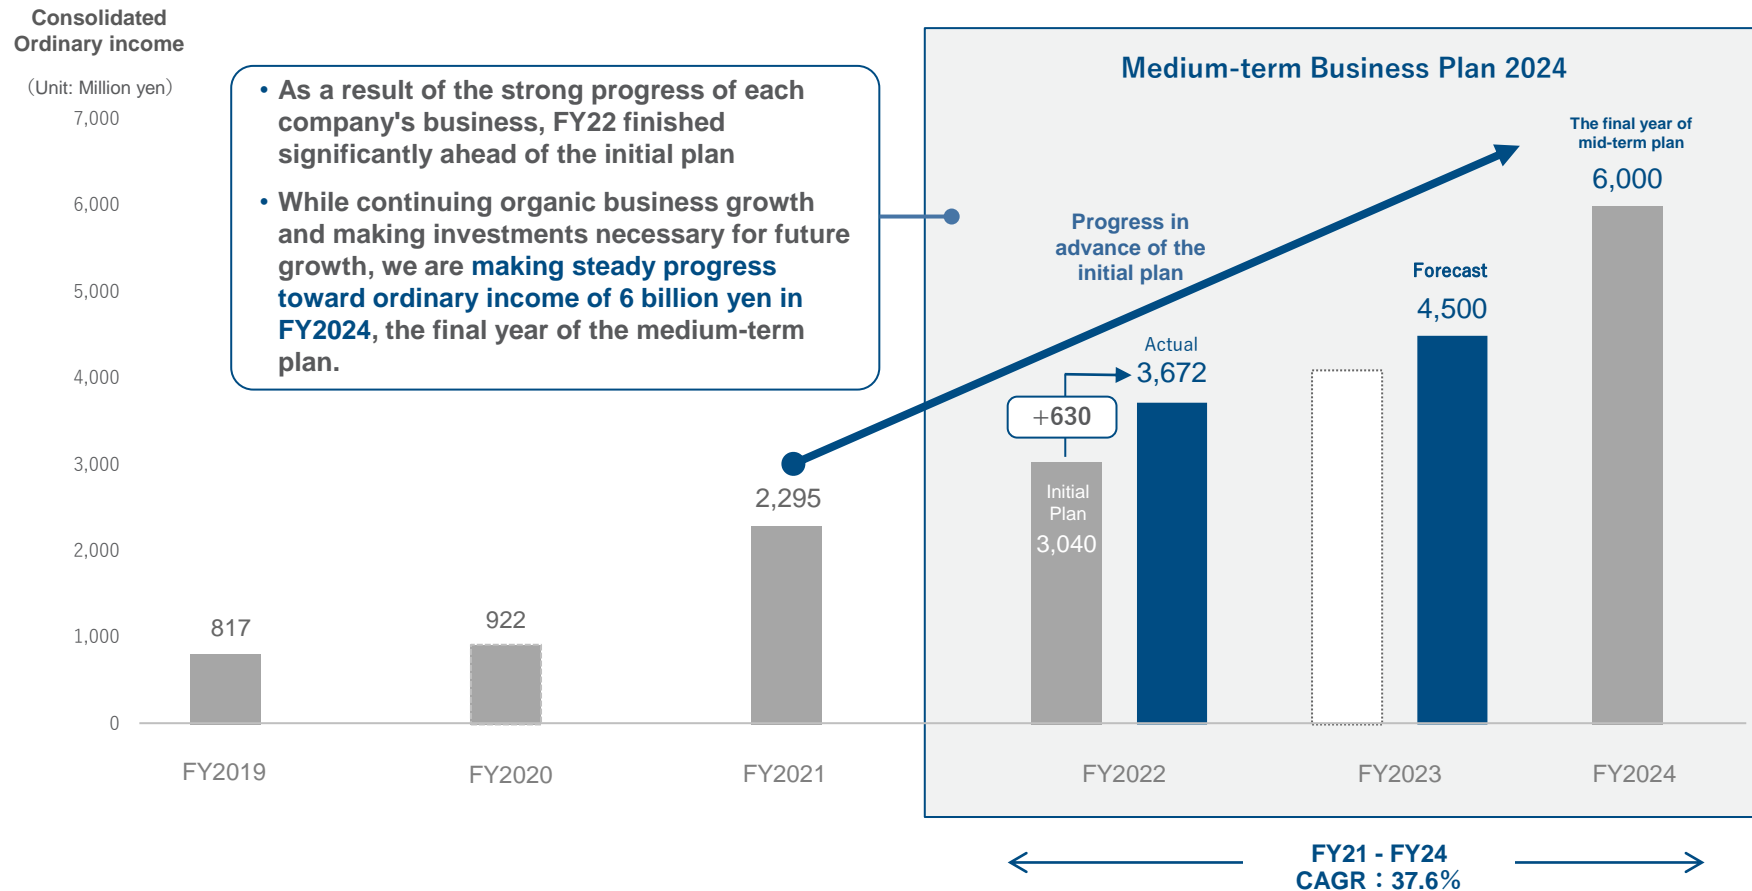 Consolidated
Ordinary income
（Unit: Million yen）
7,000
6,000
5,000
4,000
3,000
2,000
1,000
0
• As a result of the strong progress of each
company's business, FY22 finished
significantly ahead of the initial plan
• While continuing organic business growth
and making investments necessary for future
growth, we are making steady progress
toward ordinary income of 6 billion yen in
FY2024, the final year of the medium-term
plan.
Medium-term Business Plan 2024
The final year of
mid-term plan
6,000
Progress in
advance of the
initial plan
Forecast
4,500
Actual
3,672
+630
Initial
Plan
3,040
2,295
922
817
FY2019
FY2020
FY2021
FY2022
FY2023
FY2024
FY21 - FY24
CAGR：37.6%